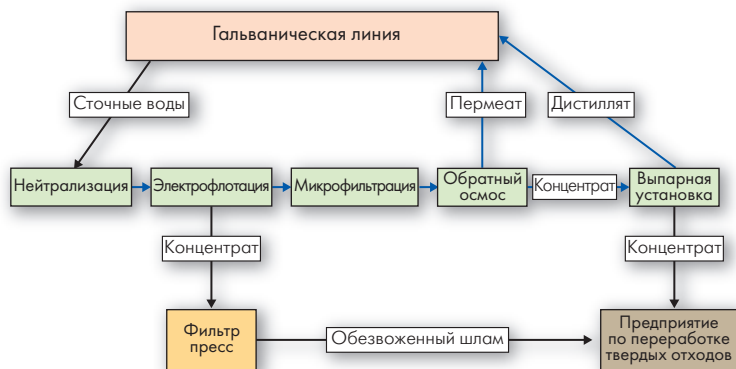 Гальваническая линия
Сточные воды
Пермеат
Дистиллят
Нейтрализация
Электрофлотация
Микрофильтрация
Обратный
осмос
Концентрат
Выпарная
установка
Концентрат
Концентрат
Фильтр
пресс
Обезвоженный шлам
Предприятие
по переработке
твердых отходов